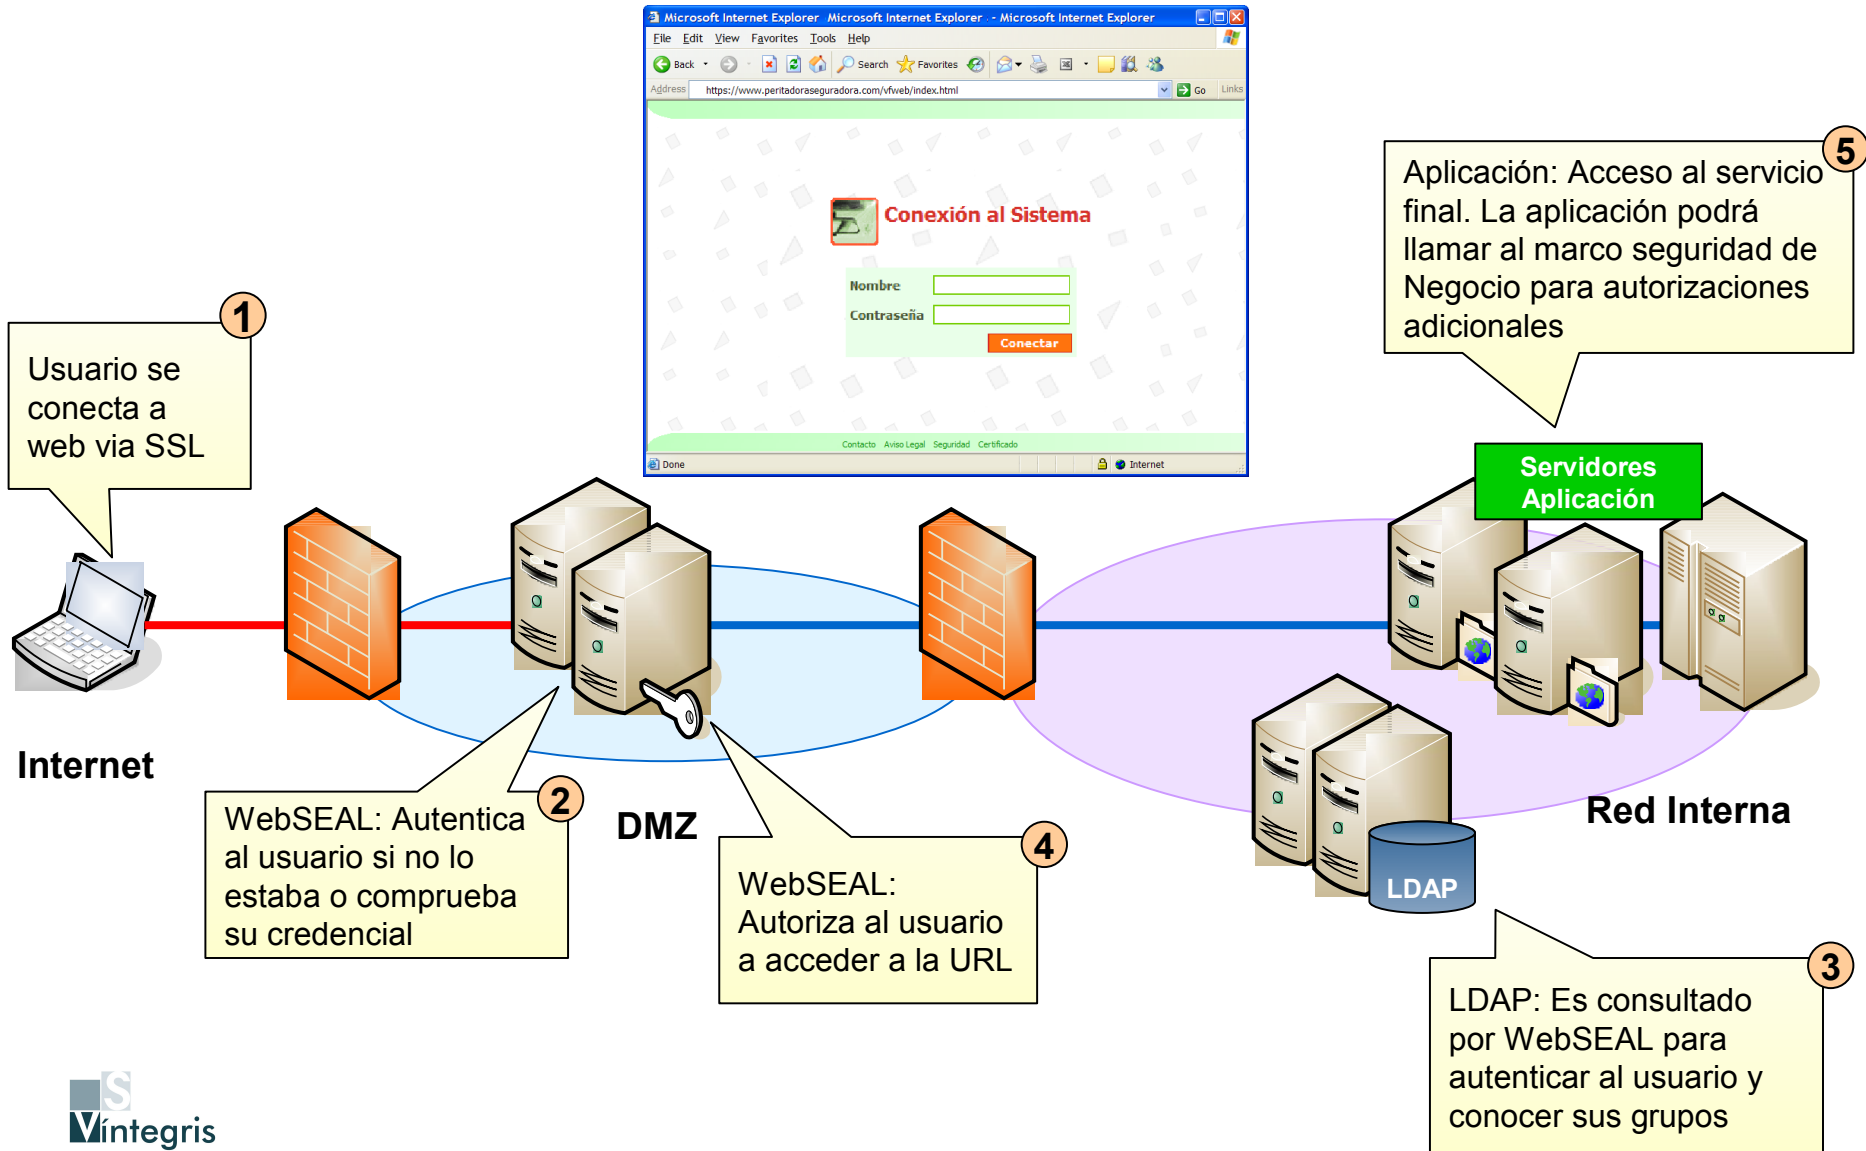 Microsoft Internet Explorer Microsoft Internet Explorer - Microsoft Internet Explorer
File Edit View Favorites Tools Help
Back Search Favorites
Address https://www.peritadoraseguradora.com/vfweb/index.html Go Links
Conexión al Sistema
Nombre
Contraseña
Conectar
Contacto Aviso Legal Seguridad Certificado
Done Internet
1
Usuario se
conecta a
web via SSL
5
Aplicación: Acceso al servicio
final. La aplicación podrá
llamar al marco seguridad de
Negocio para autorizaciones
adicionales
Servidores
Aplicación
Internet
2
WebSEAL: Autentica
al usuario si no lo
estaba o comprueba
su credencial
DMZ
4
WebSEAL:
Autoriza al usuario
a acceder a la URL
Red Interna
LDAP
3
LDAP: Es consultado
por WebSEAL para
autenticar al usuario y
conocer sus grupos
S
Víntegris